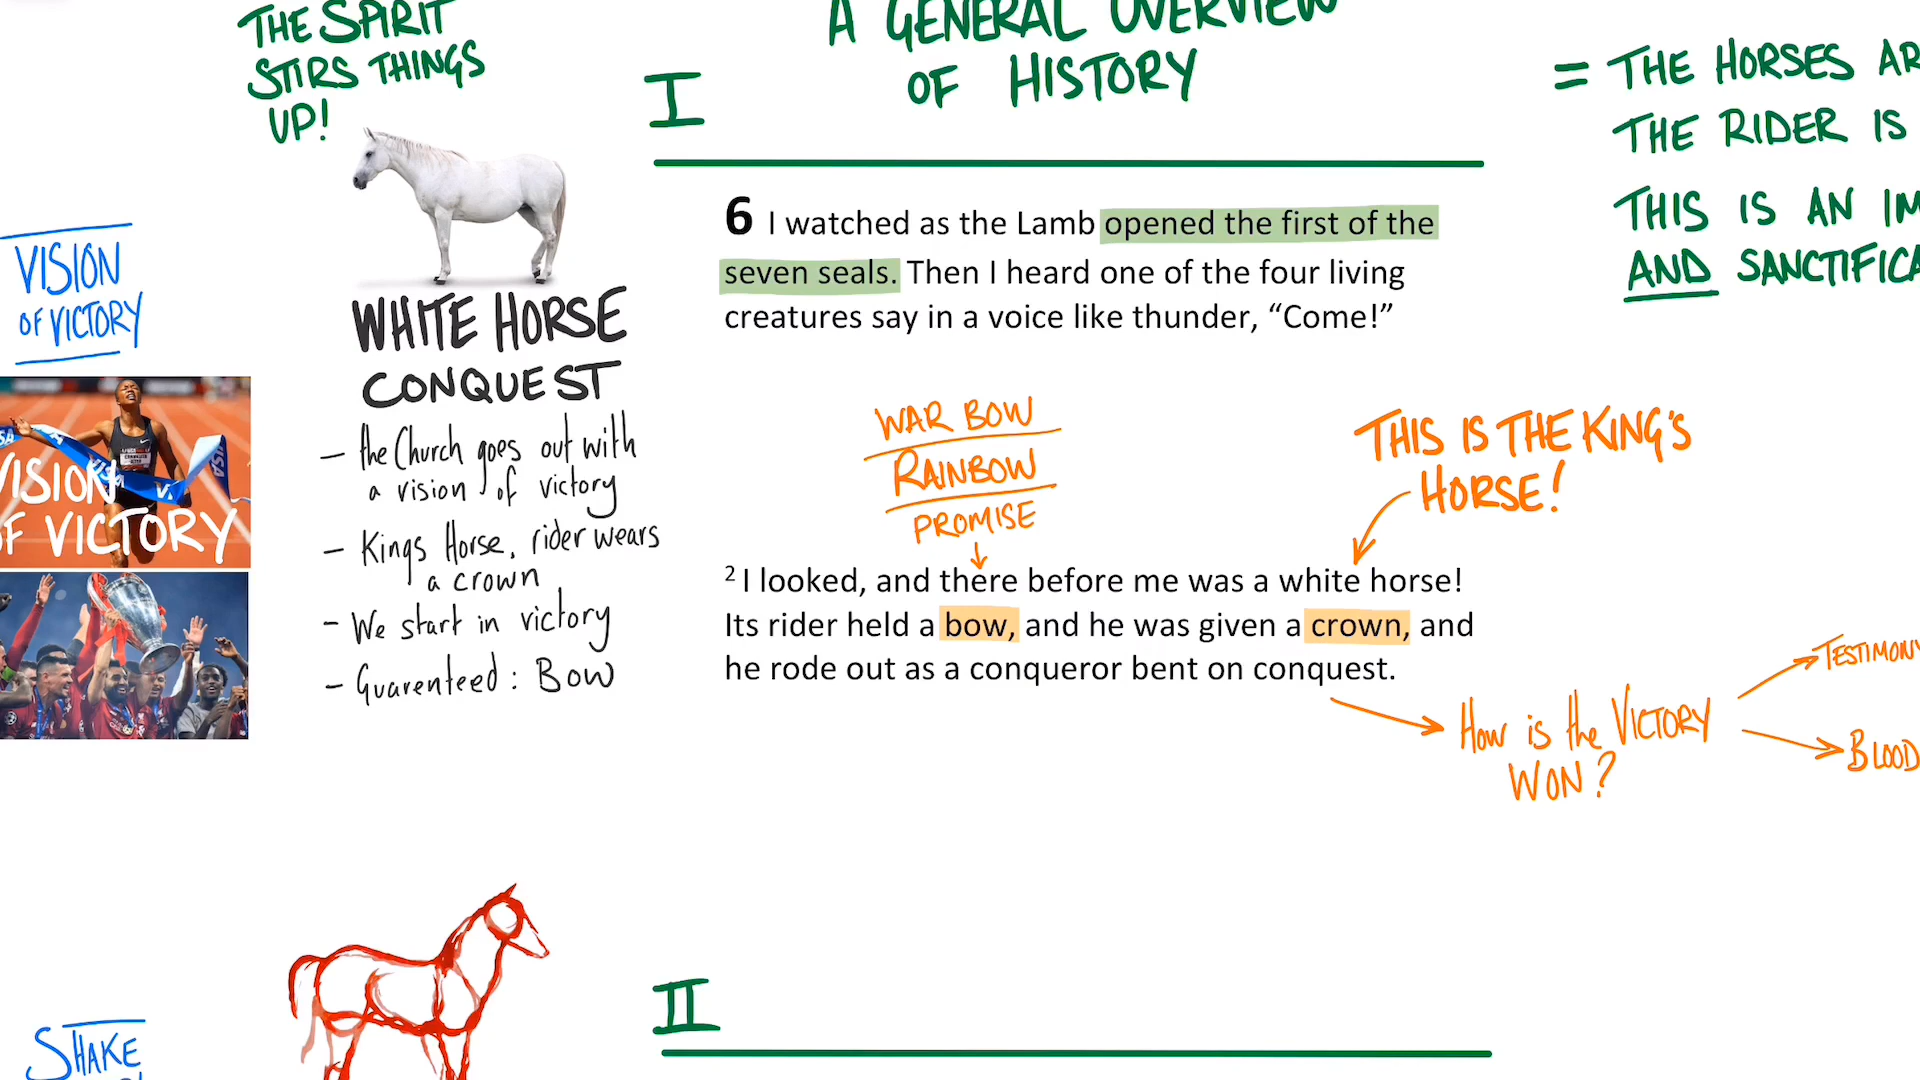 THE SPIRIT
STIRS THINGS
UP!
A GENERAL OVERVIEW
OF HISTORY
I
= THE HORSES AR
THE RIDER IS
THIS IS AN IM
AND SANCTIFICA
VISION
OF VICTORY
VISION
OF VICTORY
WHITE HORSE
CONQUEST
- the Church goes out with
a vision of victory
- Kings Horse, rider wears
a crown
- We start in victory
- Guarenteed: Bow
6 I watched as the Lamb opened the first of the
seven seals. Then I heard one of the four living
creatures say in a voice like thunder, “Come!”
WAR BOW
RAINBOW
PROMISE
THIS IS THE KING'S
HORSE!
2 I looked, and there before me was a white horse!
Its rider held a bow, and he was given a crown, and
he rode out as a conqueror bent on conquest.
How is the VICTORY
WON?
TESTIMONY
BLOOD
II
SHAKE